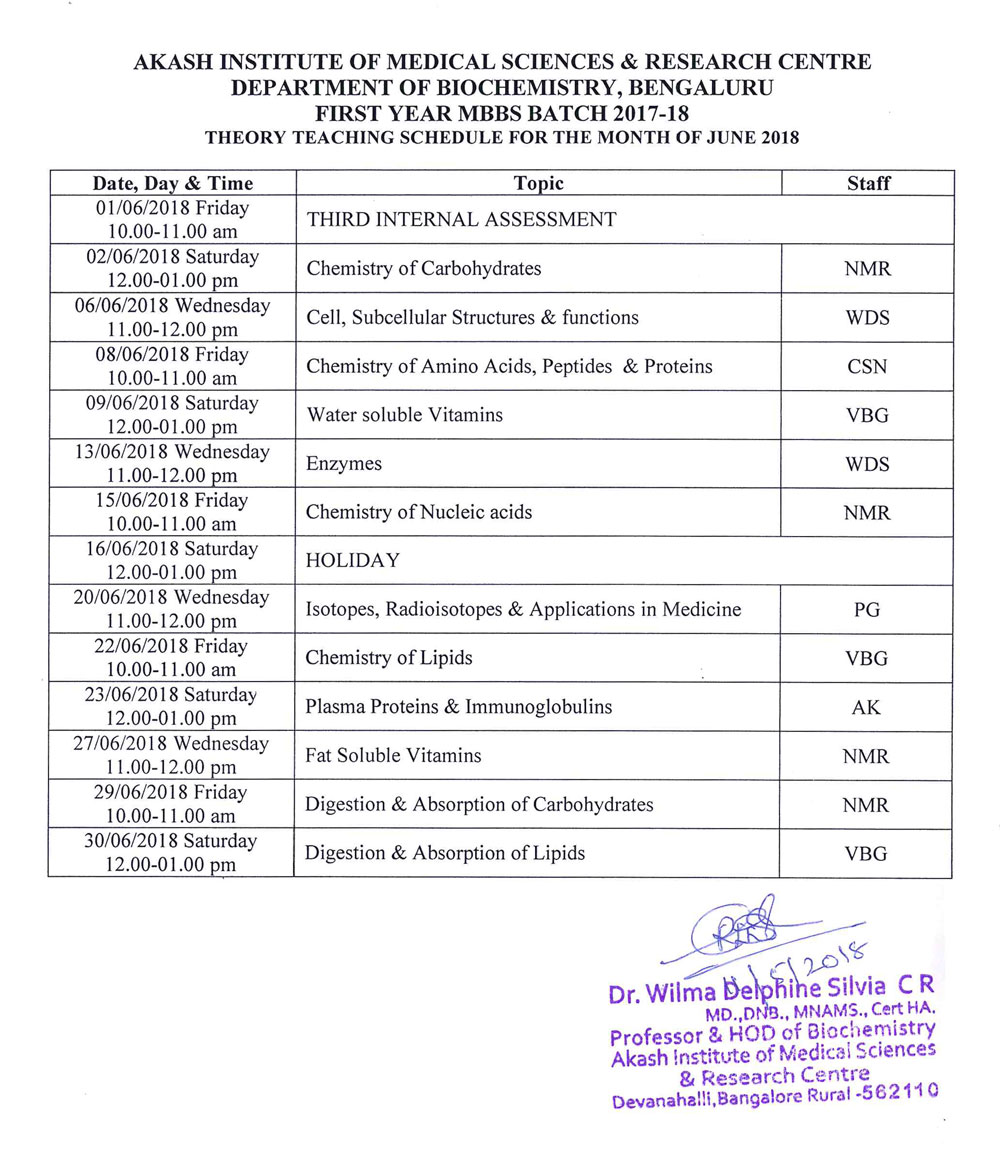 AKASH INSTITUTE OF MEDICAL SCIENCES & RESEARCH CENTRE
DEPARTMENT OF BIOCHEMISTRY, BENGALURU
FIRST YEAR MBBS BATCH 2017-18
THEORY TEACHING SCHEDULE FOR THE MONTH OF JUNE 2018
Date, Day & Time Topic Staff
01/06/2018 Friday
10.00-11.00 am
THIRD INTERNAL ASSESSMENT
02/06/2018 Saturday
12.00-01.00 pm
Chemistry of Carbohydrates NMR
06/06/2018 Wednesday
11.00-12.00 pm
Cell, Subcellular Structures & functions WDS
08/06/2018 Friday
10.00-11.00 am
Chemistry of Amino Acids, Peptides & Proteins CSN
09/06/2018 Saturday
12.00-01.00 pm
Water soluble Vitamins VBG
13/06/2018 Wednesday
11.00-12.00 pm
Enzymes WDS
15/06/2018 Friday
10.00-11.00 am
Chemistry of Nucleic acids NMR
16/06/2018 Saturday
12.00-01.00 pm
HOLIDAY
20/06/2018 Wednesday
11.00-12.00 pm
Isotopes, Radioisotopes & Applications in Medicine PG
22/06/2018 Friday
10.00-11.00 am
Chemistry of Lipids VBG
23/06/2018 Saturday
12.00-01.00 pm
Plasma Proteins & Immunoglobulins AK
27/06/2018 Wednesday
11.00-12.00 pm
Fat Soluble Vitamins NMR
29/06/2018 Friday
10.00-11.00 am
Digestion & Absorption of Carbohydrates NMR
30/06/2018 Saturday
12.00-01.00 pm
Digestion & Absorption of Lipids VBG
Dr. Wilma Delphine Silvia C R
MD.,DNB., MNAMS., Cert HA.
Professor & HOD of Biochemistry
Akash Institute of Medical Sciences
& Research Centre
Devanahalli,Bangalore Rural -562110